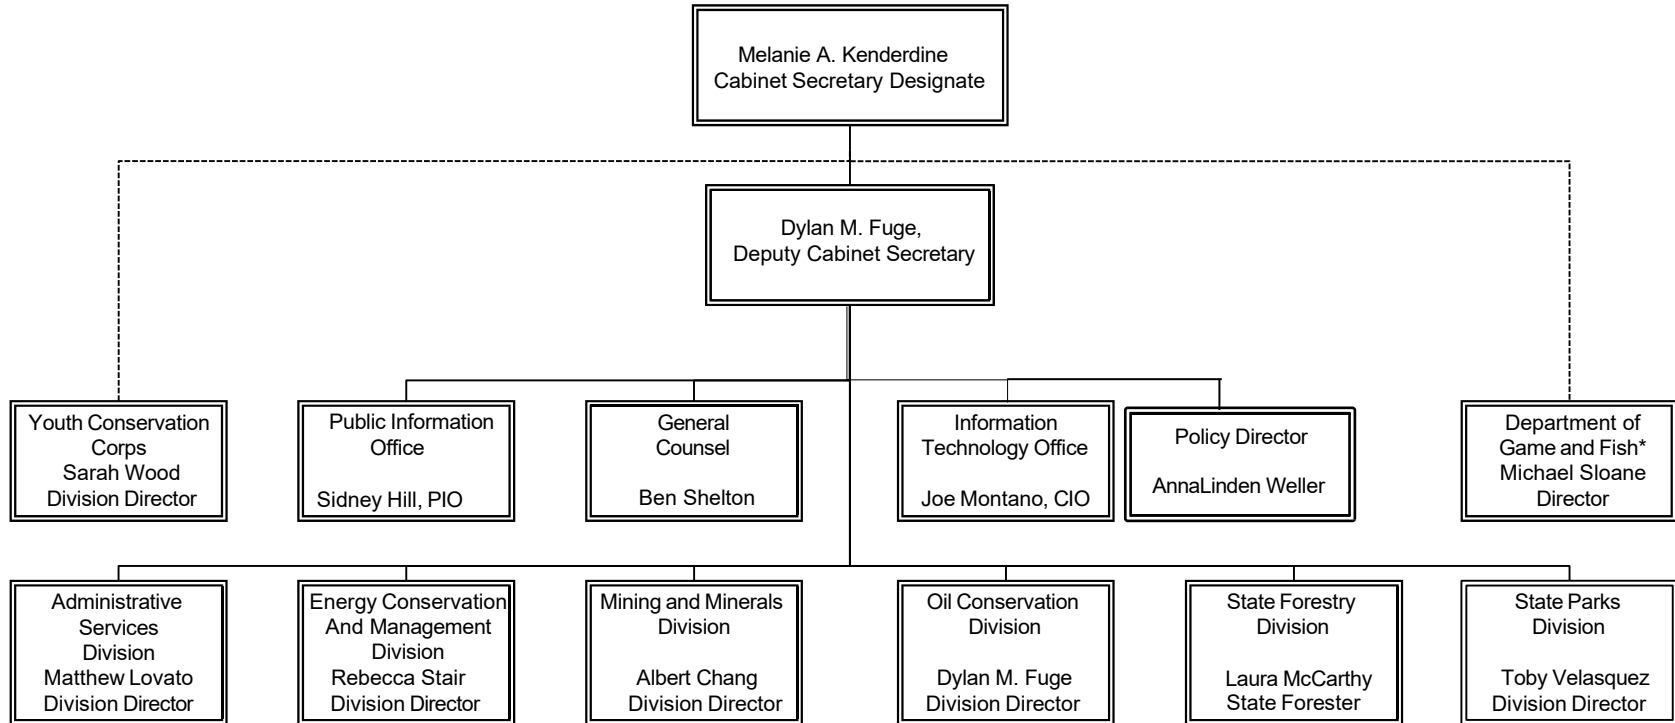 Melanie A. Kenderdine
Cabinet Secretary Designate
Dylan M. Fuge,
Deputy Cabinet Secretary
Youth Conservation
Corps
Sarah Wood
Division Director
Public Information
Office
Sidney Hill, PIO
General
Counsel
Ben Shelton
Information
Technology Office
Joe Montano, CIO
Policy Director
AnnaLinden Weller
Department of
Game and Fish*
Michael Sloane
Director
Administrative
Services
Division
Matthew Lovato
Division Director
Energy Conservation
And Management
Division
Rebecca Stair
Division Director
Mining and Minerals
Division
Albert Chang
Division Director
Oil Conservation
Division
Dylan M. Fuge
Division Director
State Forestry
Division
Laura McCarthy
State Forester
State Parks
Division
Toby Velasquez
Division Director